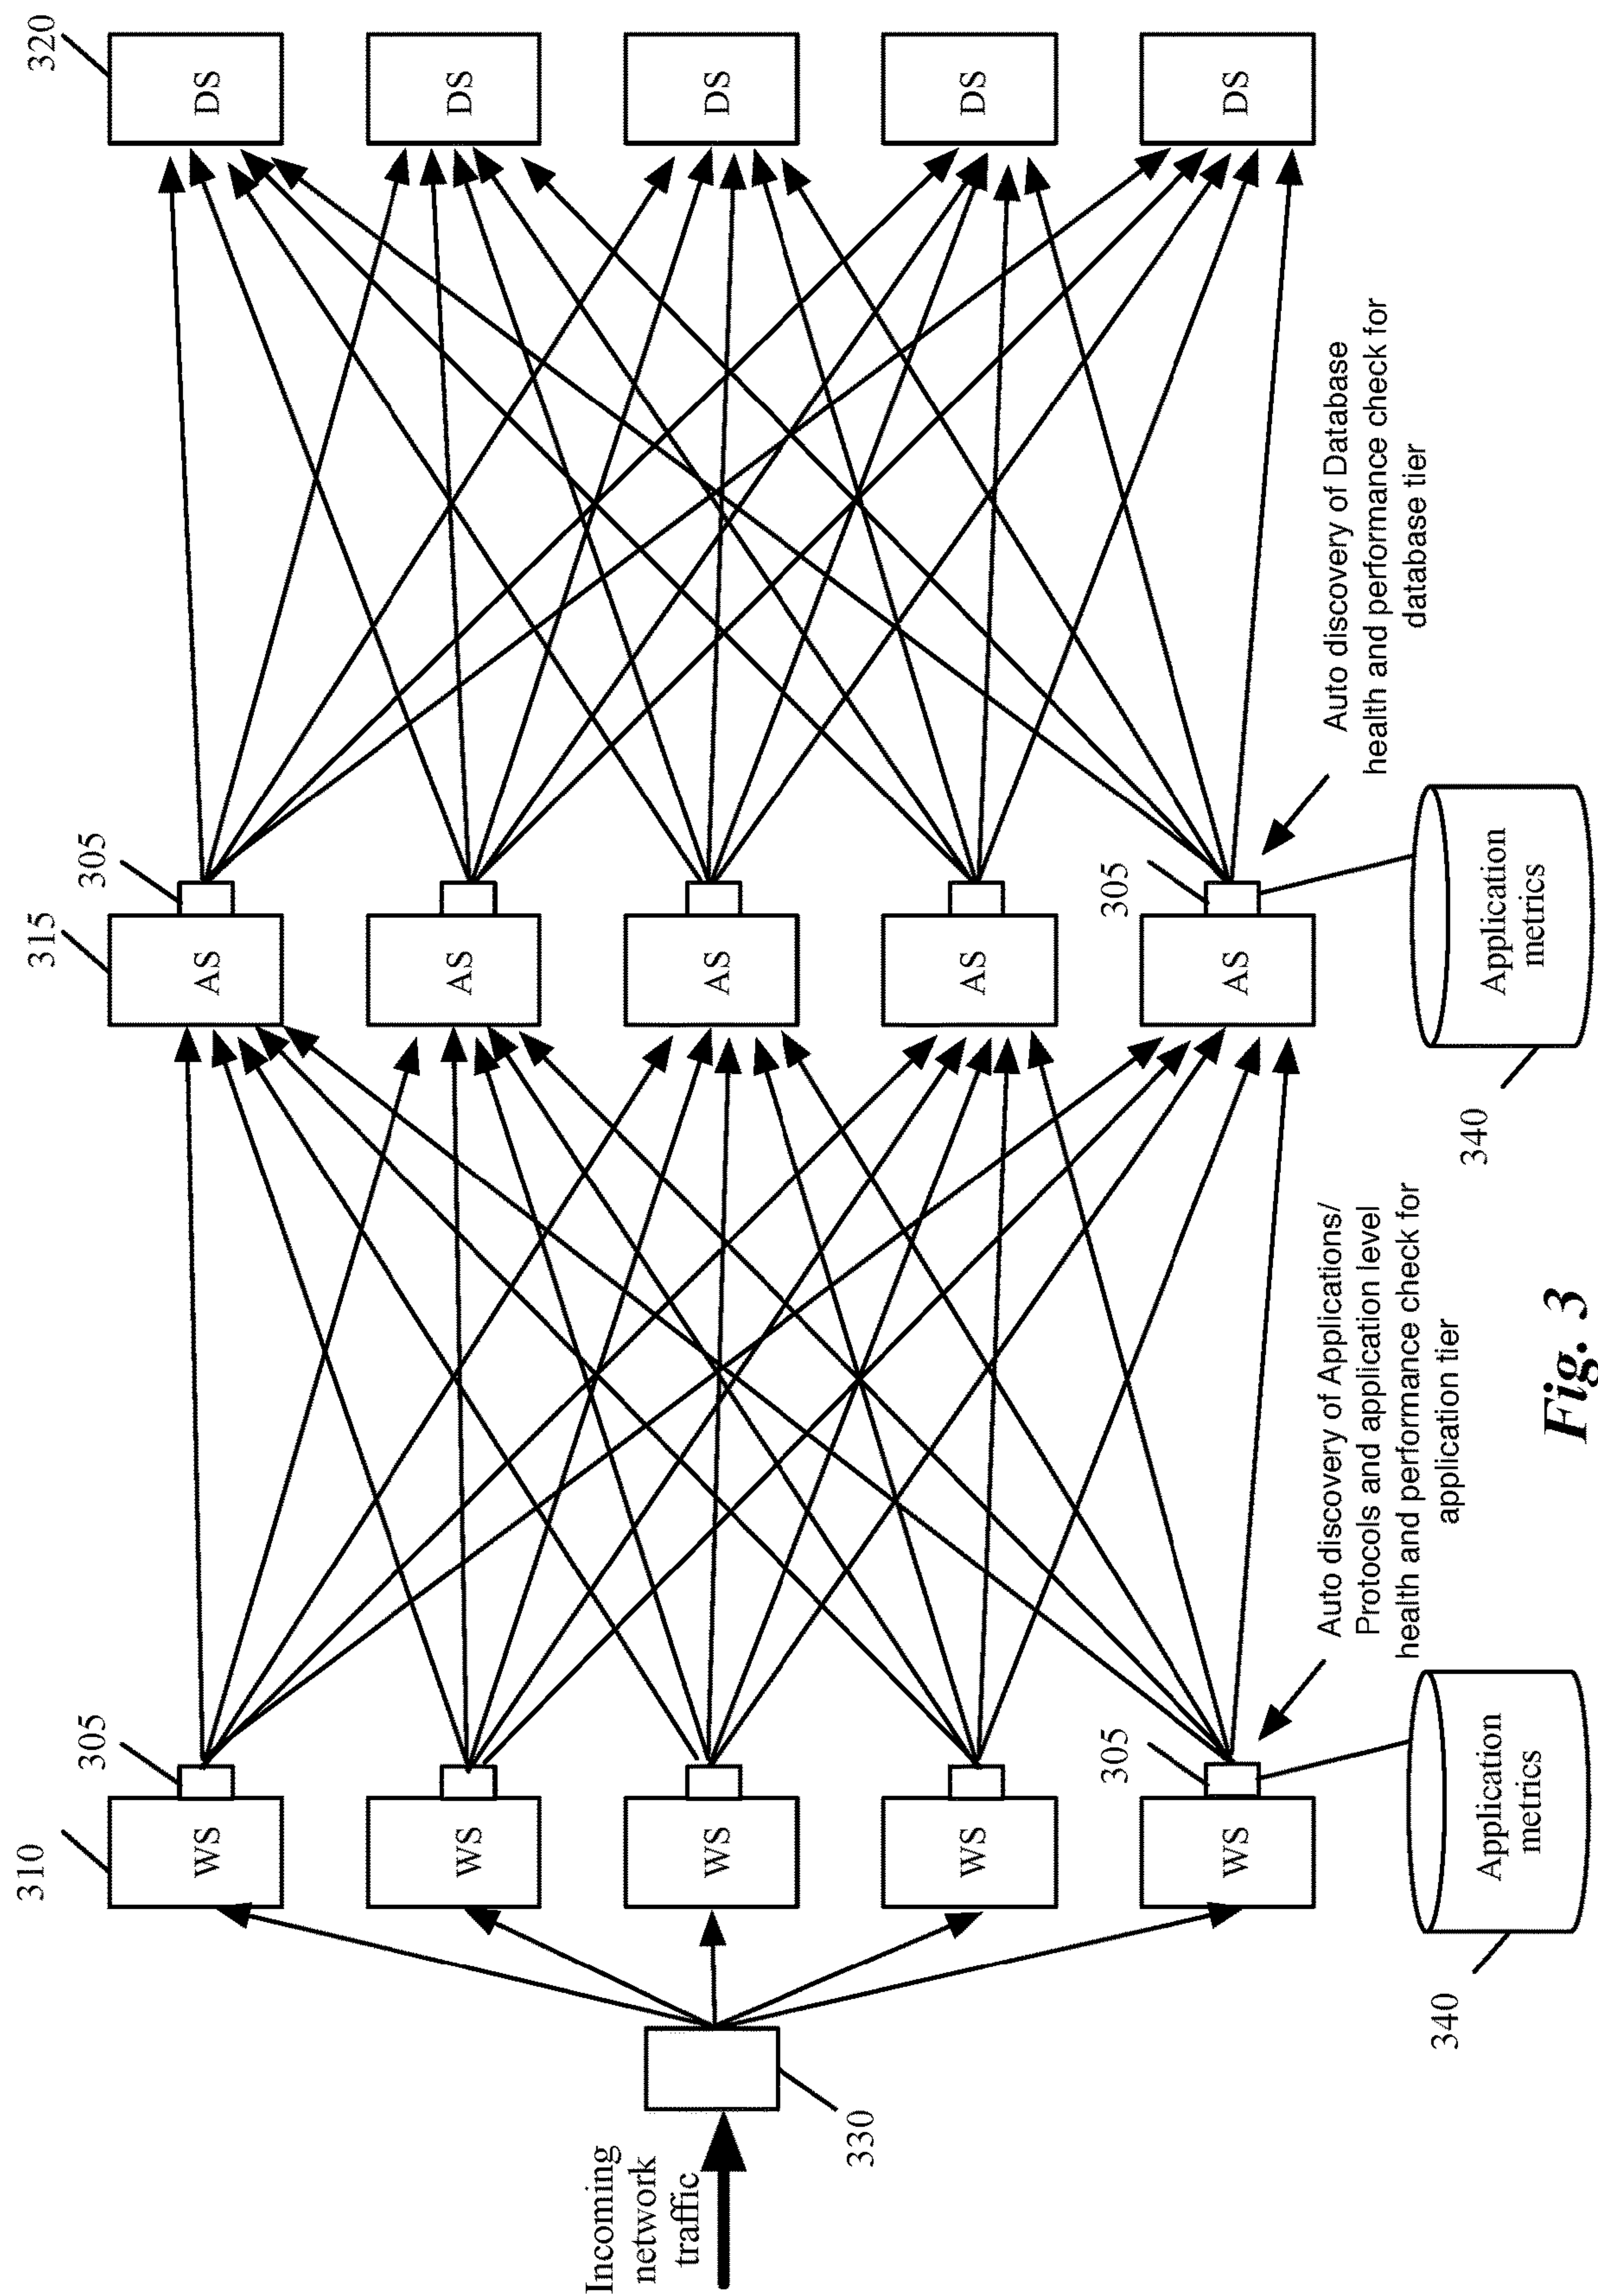 310
315
320
305
305
WS
AS
DS
WS
AS
DS
Incoming
network
traffic
WS
AS
DS
330
WS
AS
DS
305
305
WS
AS
DS
Auto discovery of Applications/
Protocols and application level
health and performance check for
application tier
Auto discovery of Database
health and performance check for
database tier
340
Application
metrics
340
Application
metrics
Fig. 3